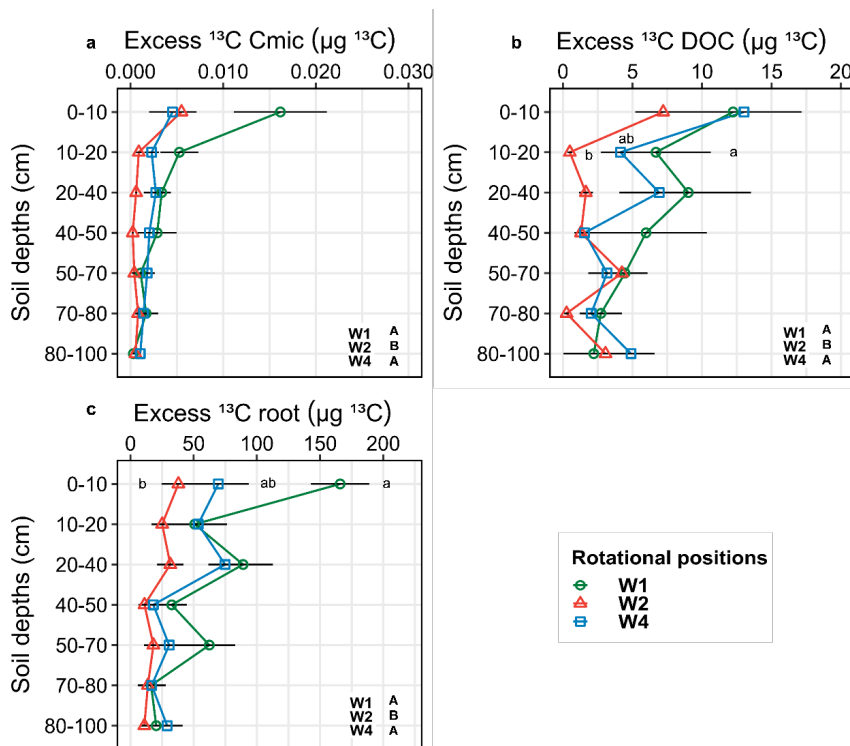 a Excess ¹³C Cmic (µg ¹³C)
0.000 0.010 0.020 0.030
Soil depths (cm)
0-10
10-20
20-40
40-50
50-70
70-80
80-100
W1 A
W2 B
W4 A
b Excess ¹³C DOC (µg ¹³C)
0 5 10 15 20
Soil depths (cm)
0-10
10-20
20-40
40-50
50-70
70-80
80-100
ab
b a
W1 A
W2 B
W4 A
c Excess ¹³C root (µg ¹³C)
0 50 100 150 200
Soil depths (cm)
0-10
10-20
20-40
40-50
50-70
70-80
80-100
b ab a
W1 A
W2 B
W4 A
Rotational positions
W1
W2
W4